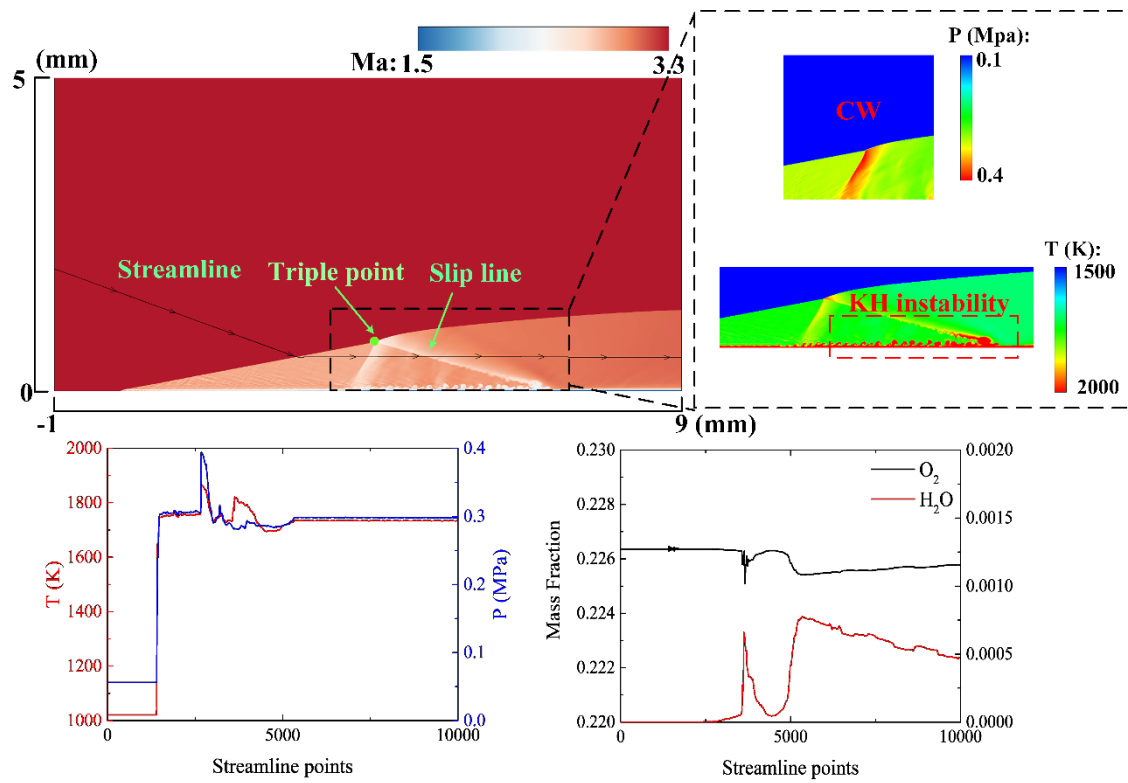 (mm)
5
0
-1
9 (mm)
Ma: 1.5
3.3
Streamline
Triple point
Slip line
P (Mpa):
0.1
0.4
CW
T (K):
1500
2000
KH instability
2000
1800
1600
1400
1200
1000
T (K)
0.4
0.3
0.2
0.1
0.0
P (MPa)
0
5000
10000
Streamline points
0.230
0.228
0.226
0.224
0.222
0.220
Mass Fraction
O₂
H₂O
0.0020
0.0015
0.0010
0.0005
0.0000
0
5000
10000
Streamline points